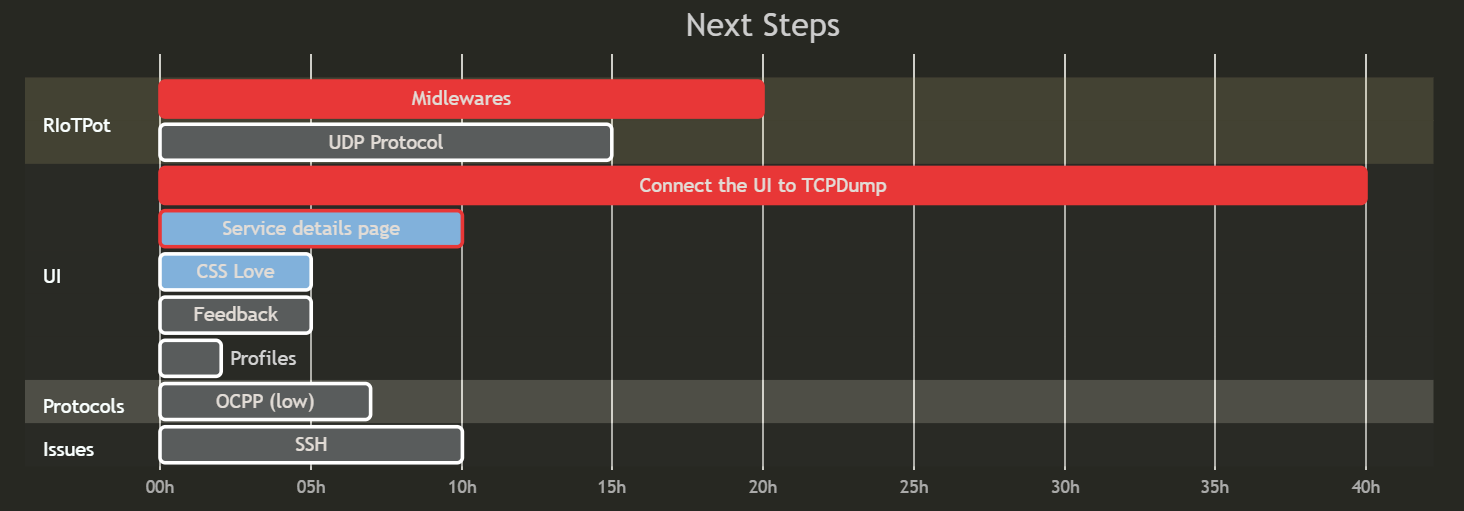 Next Steps
RIoTPot
Midlewares
UDP Protocol
UI
Connect the UI to TCPDump
Service details page
CSS Love
Feedback
Profiles
Protocols
OCPP (low)
Issues
SSH
00h 05h 10h 15h 20h 25h 30h 35h 40h